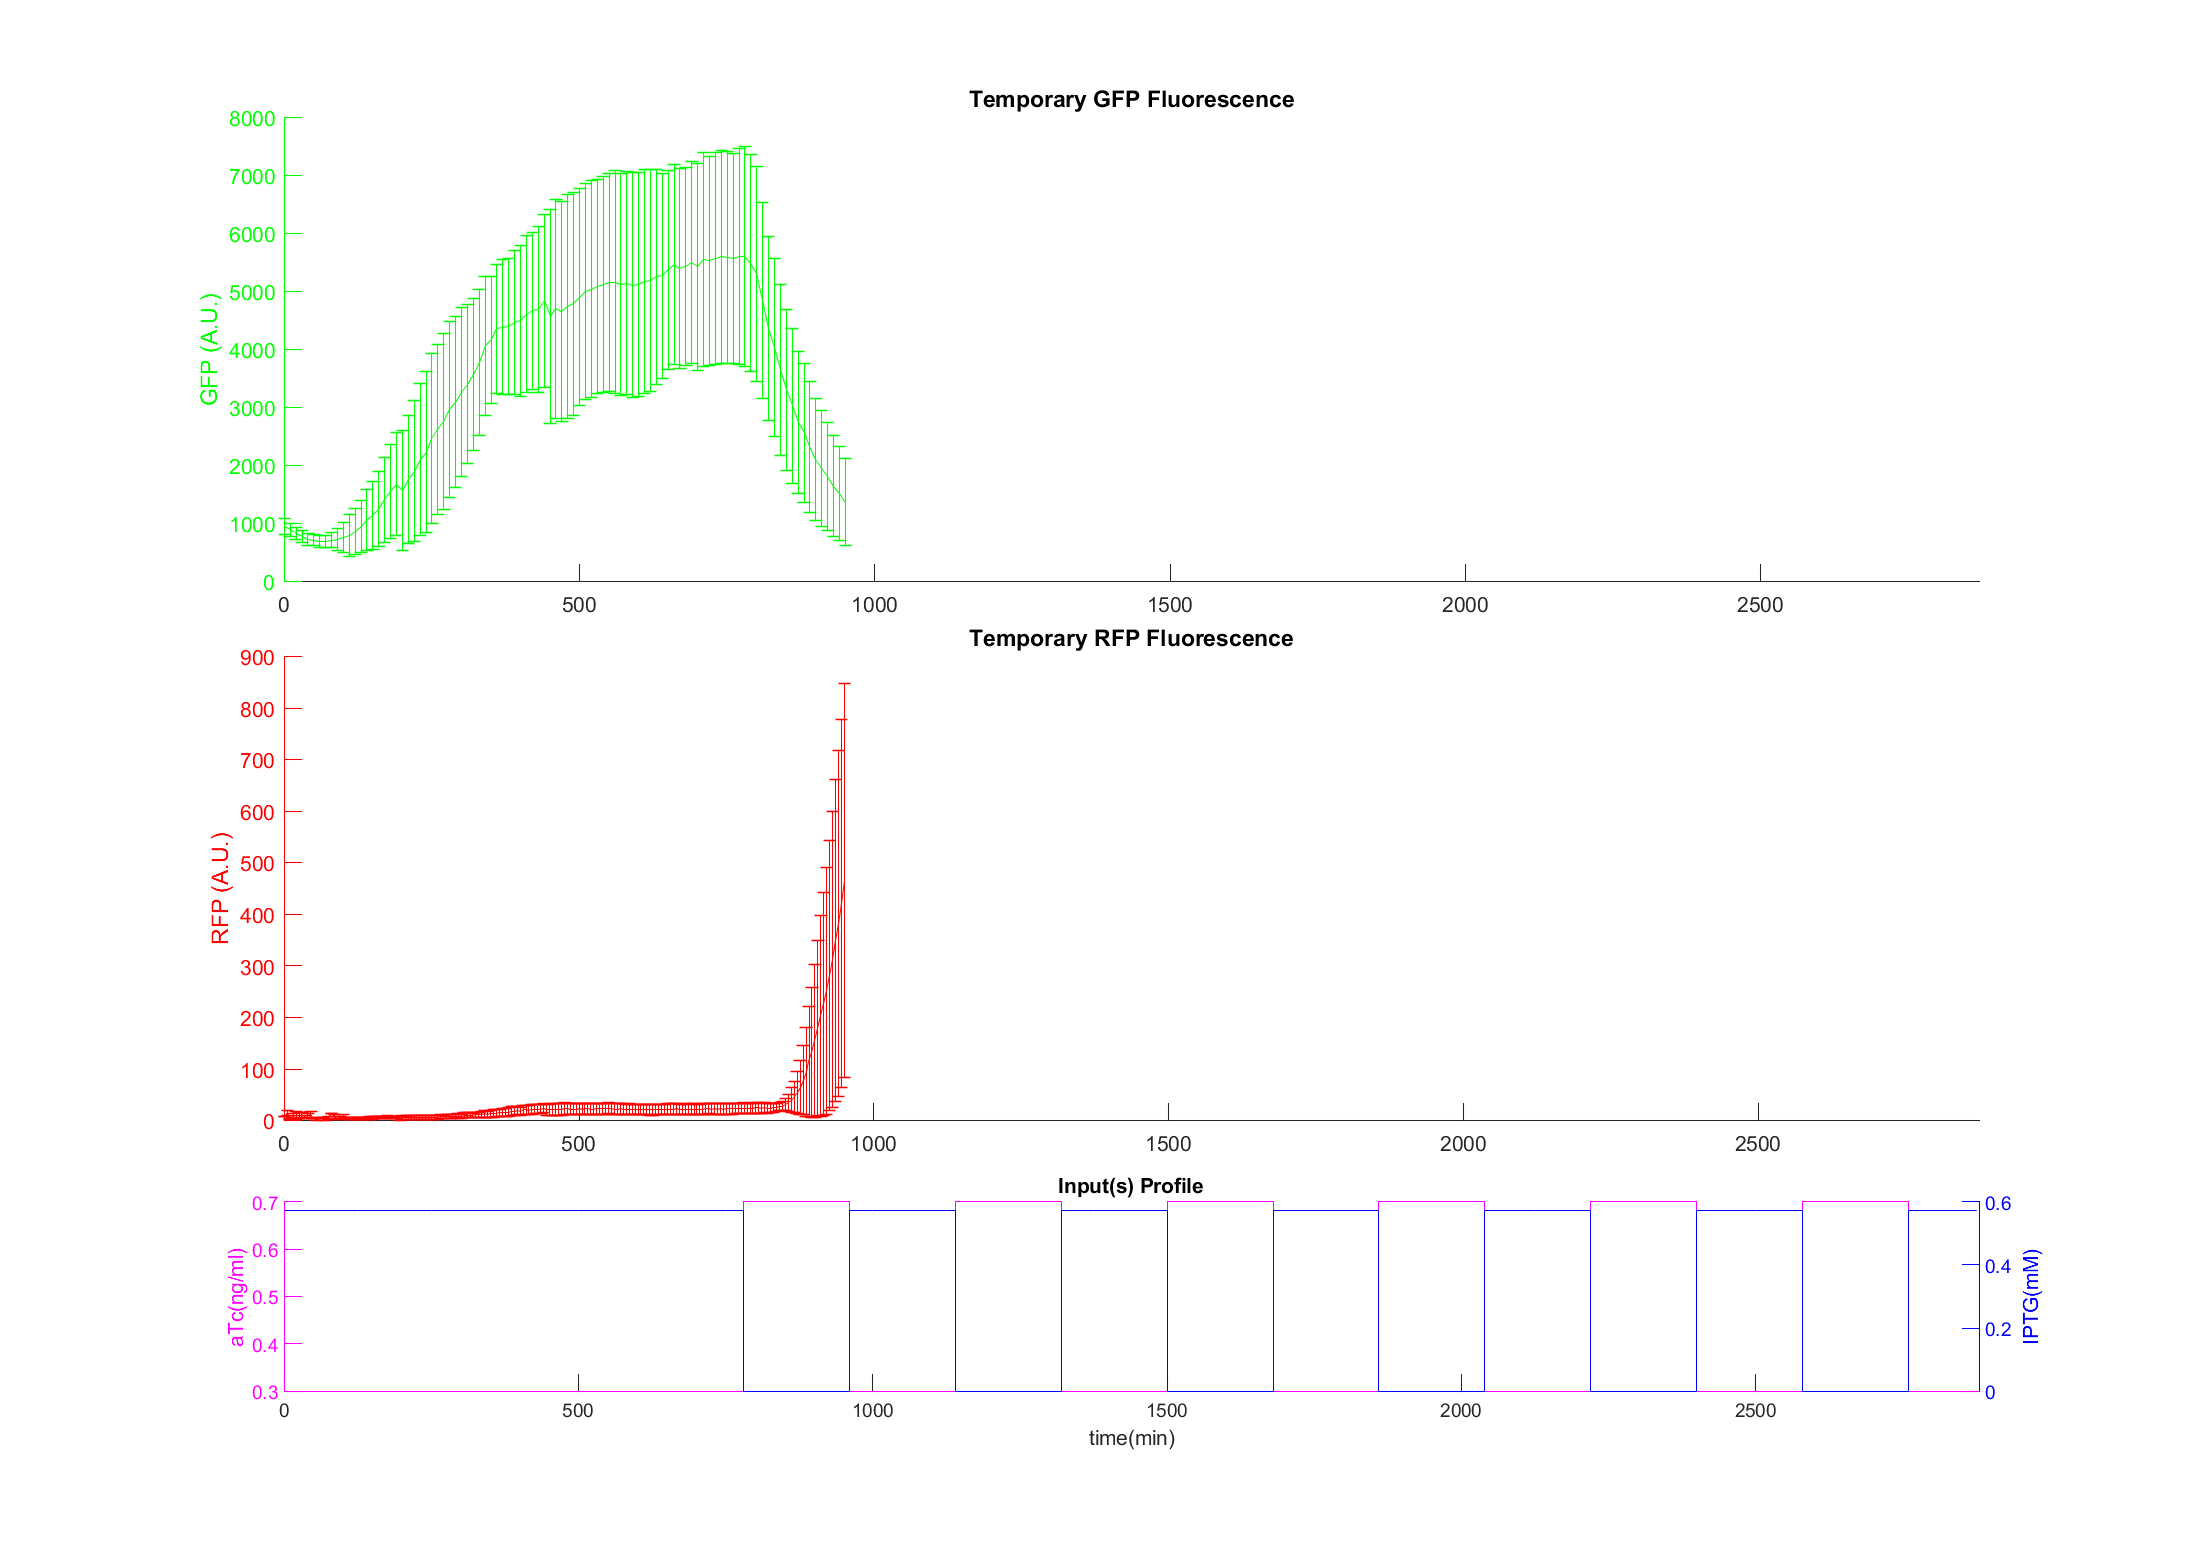 Temporary GFP Fluorescence
8000
7000
6000
5000
4000
3000
2000
1000
0
GFP (A.U.)
0 500 1000 1500 2000 2500
Temporary RFP Fluorescence
900
800
700
600
500
400
300
200
100
0
RFP (A.U.)
0 500 1000 1500 2000 2500
Input(s) Profile
0.7
0.6
0.5
0.4
0.3
aTc(ng/ml)
0.6
0.4
0.2
0
IPTG(mM)
0 500 1000 1500 2000 2500
time(min)